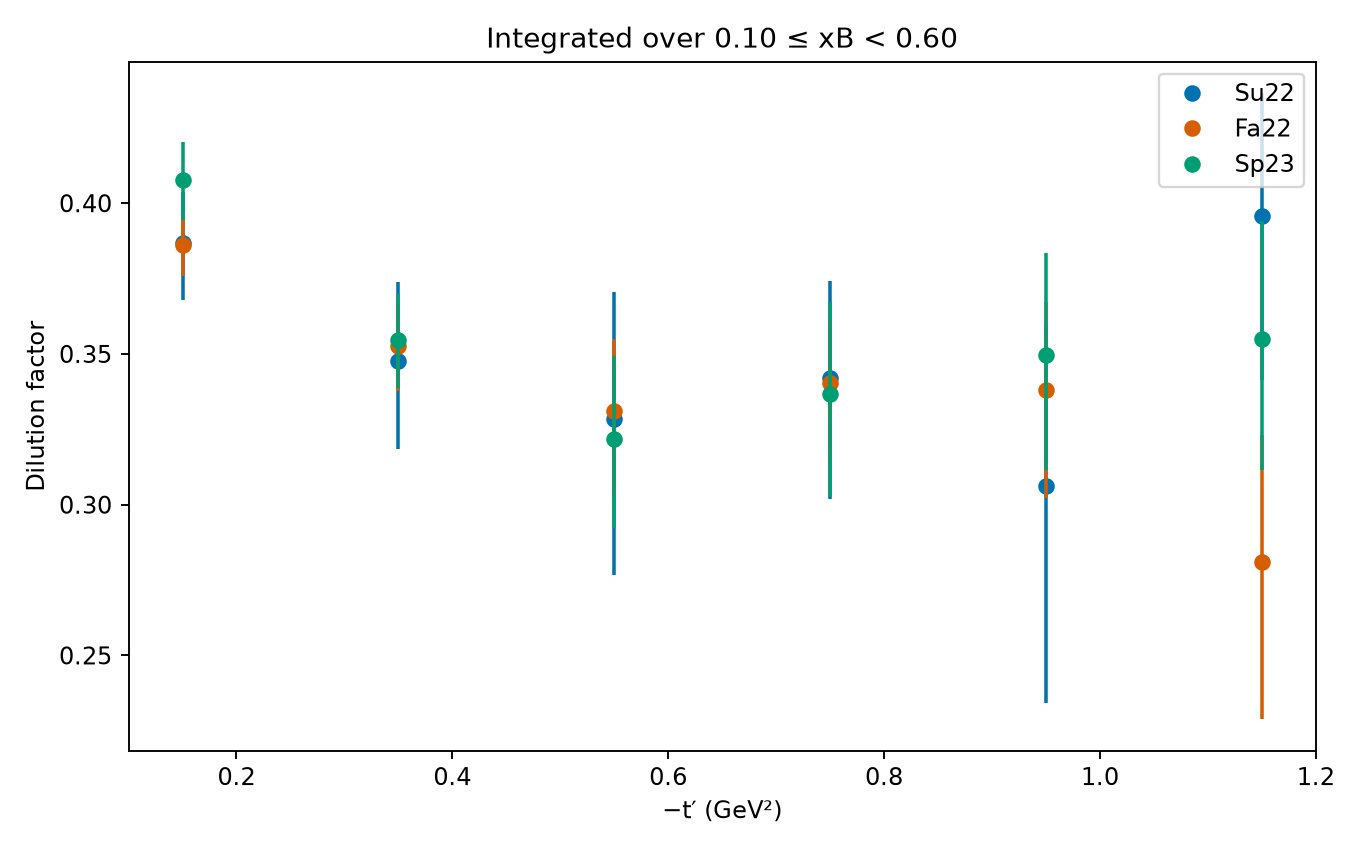 Integrated over 0.10 ≤ xB < 0.60
Su22
Fa22
Sp23
Dilution factor
0.40
0.35
0.30
0.25
0.2
0.4
0.6
0.8
1.0
1.2
−t′ (GeV²)